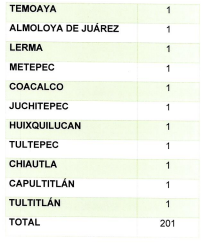 TEMOAYA 1
ALMOLOYA DE JUÁREZ 1
LERMA 1
METEPEC 1
COACALCO 1
JUCHITEPEC 1
HUIXQUILUCAN 1
TULTEPEC 1
CHIAUTLA 1
CAPULTITLÁN 1
TULTITLÁN 1
TOTAL 201